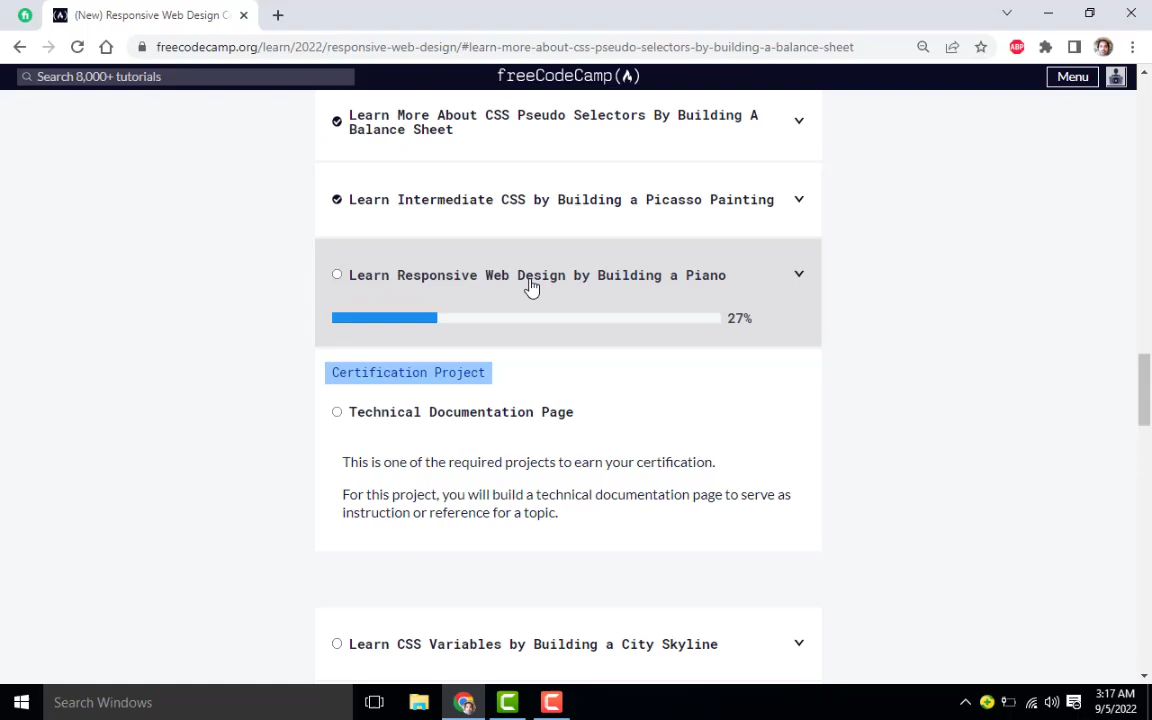 (New) Responsive Web Design C
freecodecamp.org/learn/2022/responsive-web-design/#learn-more-about-css-pseudo-selectors-by-building-a-balance-sheet
ABP
Search 8,000+ tutorials
freeCodeCamp(🔥)
Menu
Learn More About CSS Pseudo Selectors By Building A
Balance Sheet
Learn Intermediate CSS by Building a Picasso Painting
Learn Responsive Web Design by Building a Piano
27%
Certification Project
Technical Documentation Page
This is one of the required projects to earn your certification.
For this project, you will build a technical documentation page to serve as
instruction or reference for a topic.
Learn CSS Variables by Building a City Skyline
Search Windows
3:17 AM
9/5/2022